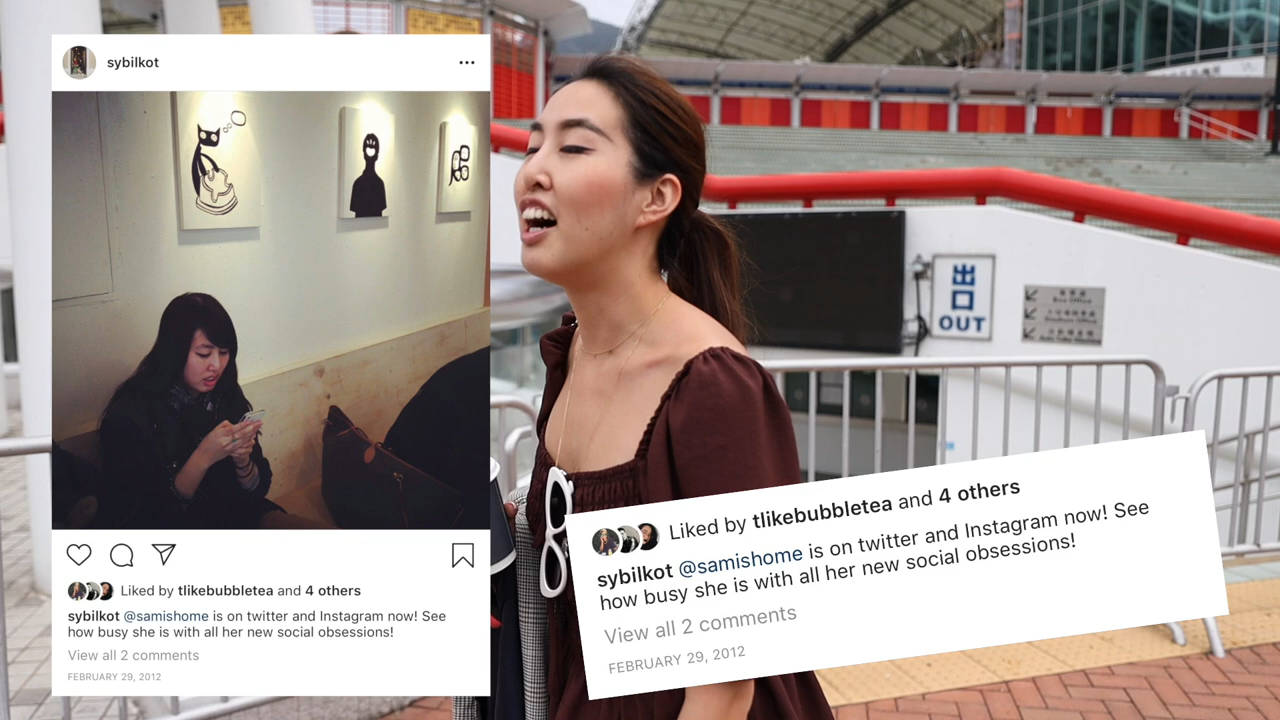 sybilkot
Liked by tlikebubbletea and 4 others
sybilkot @samishome is on twitter and Instagram now! See
how busy she is with all her new social obsessions!
View all 2 comments
FEBRUARY 29, 2012
出口
OUT
Box Office
Liked by tlikebubbletea and 4 others
sybilkot @samishome is on twitter and Instagram now! See
how busy she is with all her new social obsessions!
View all 2 comments
FEBRUARY 29, 2012